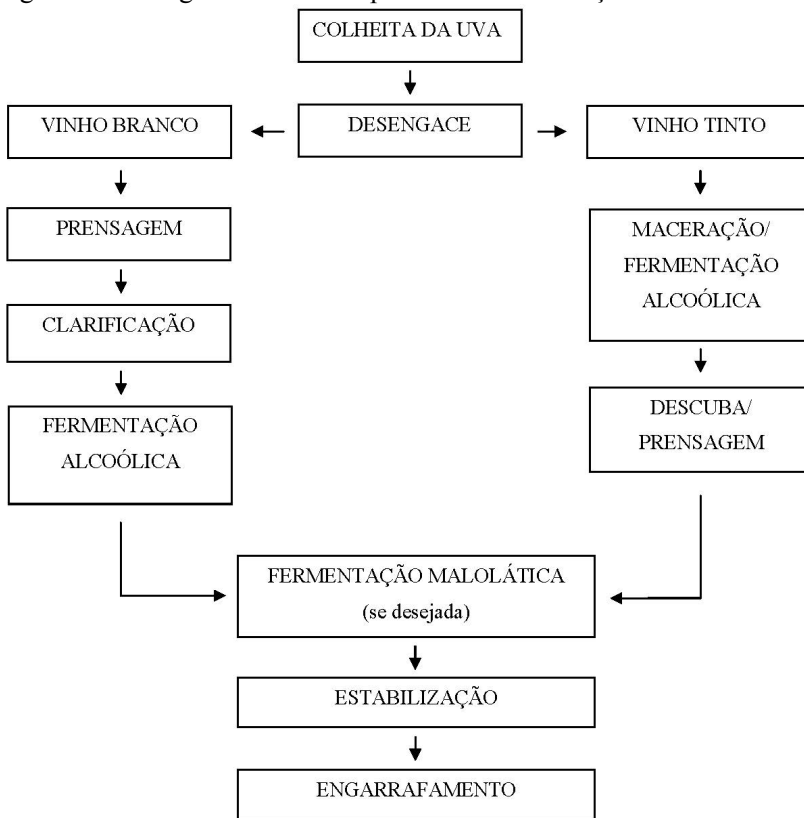 COLHEITA DA UVA
VINHO BRANCO
DESENGACE
VINHO TINTO
PRENSAGEM
CLARIFICAÇÃO
FERMENTAÇÃO
ALCOÓLICA
MACERAÇÃO/
FERMENTAÇÃO
ALCOÓLICA
DESCUBA/
PRENSAGEM
FERMENTAÇÃO MALOLÁTICA
(se desejada)
ESTABILIZAÇÃO
ENGARRAFAMENTO